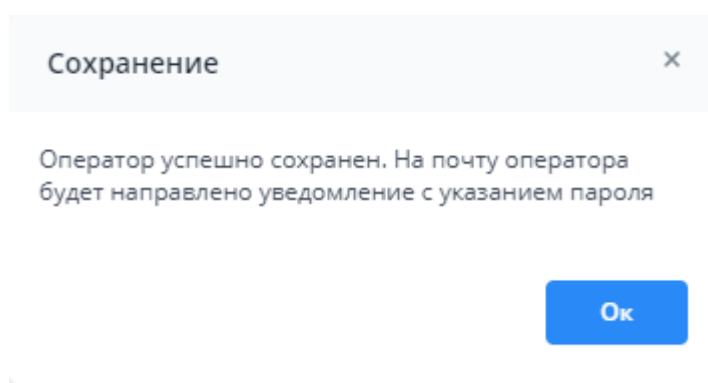 Сохранение
×
Оператор успешно сохранен. На почту оператора
будет направлено уведомление с указанием пароля
Ок